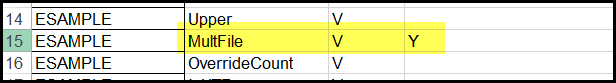 14 ESAMPLE Upper V
15 ESAMPLE MultFile V Y
16 ESAMPLE OverrideCount V